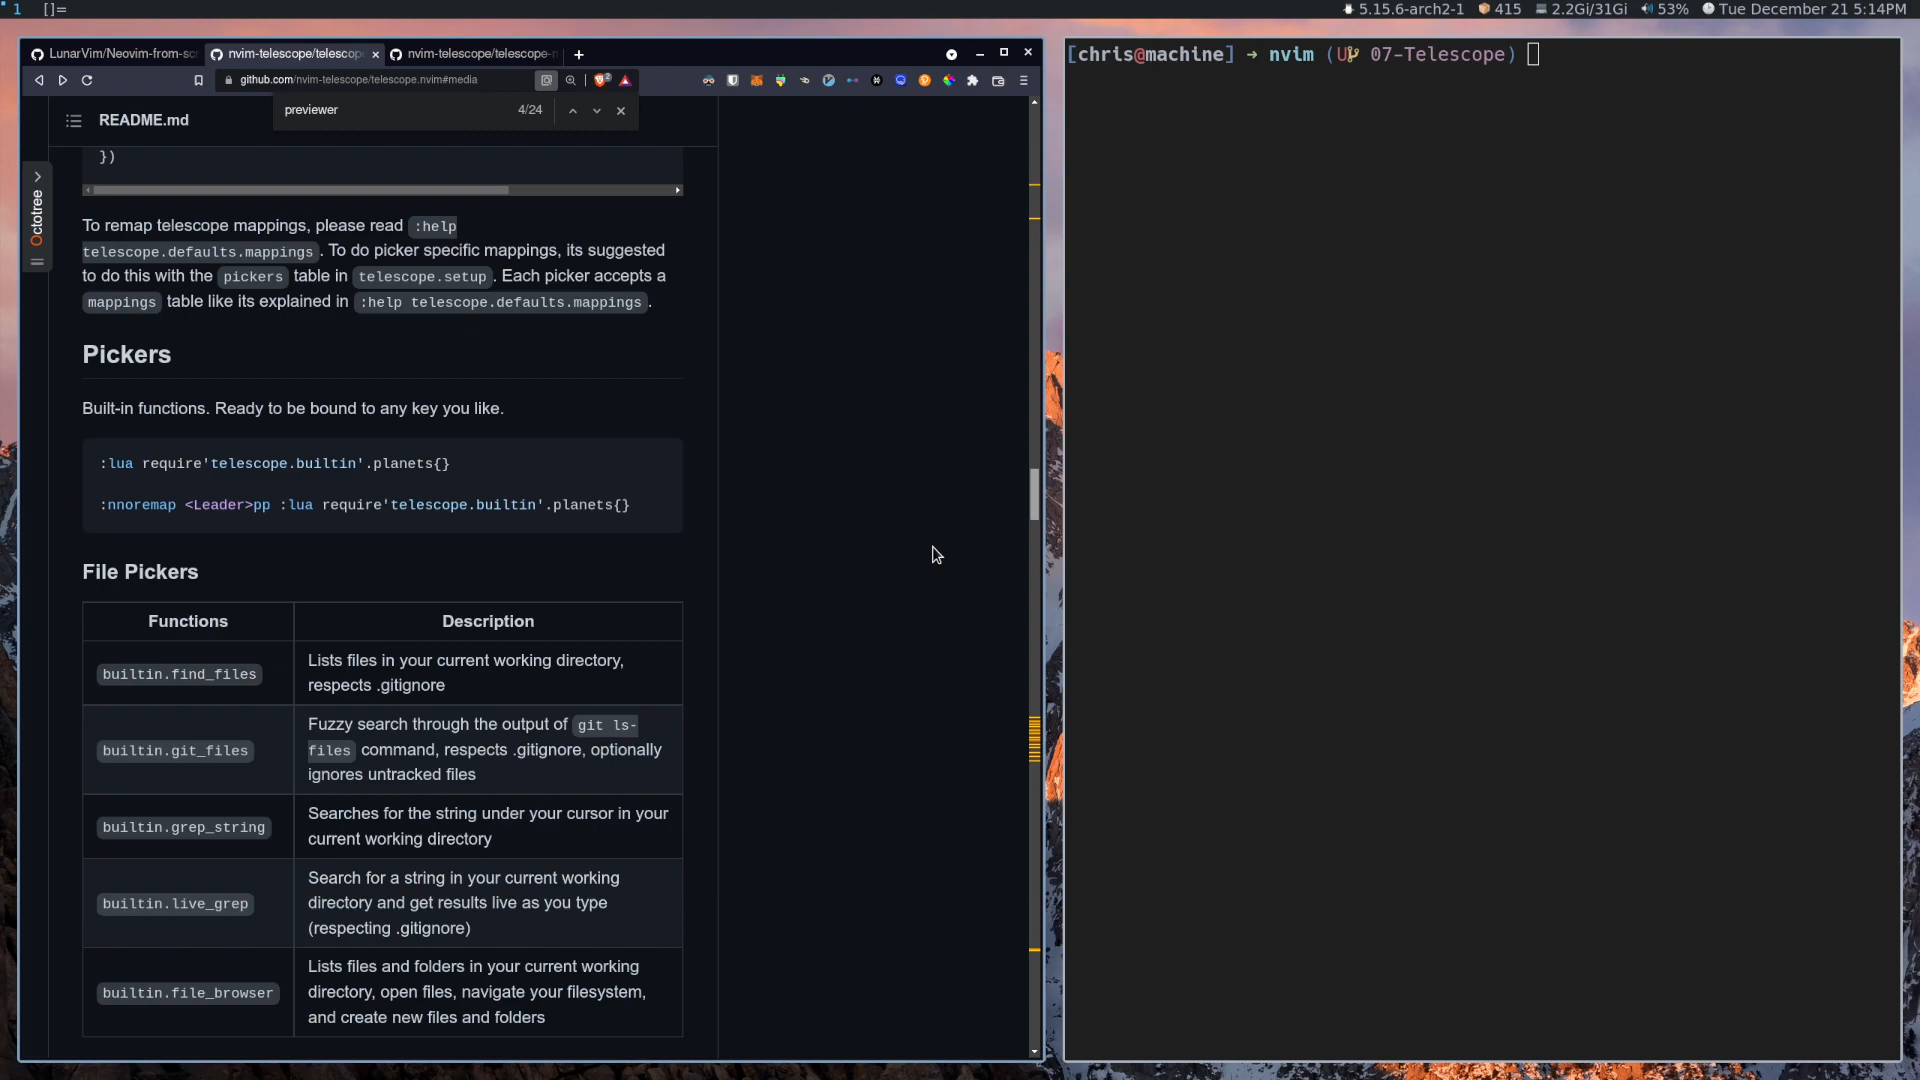 1 []= 5.15.6-arch2-1 415 2.2Gi/31Gi 53% Tue December 21 5:14PM
LunarVim/Neovim-from-scr nvim-telescope/telescop × nvim-telescope/telescope-n +
github.com/nvim-telescope/telescope.nvim#media 2
previewer 4/24
README.md
Octotree
})
To remap telescope mappings, please read :help
telescope.defaults.mappings . To do picker specific mappings, its suggested
to do this with the pickers table in telescope.setup . Each picker accepts a
mappings table like its explained in :help telescope.defaults.mappings .
Pickers
Built-in functions. Ready to be bound to any key you like.
:lua require'telescope.builtin'.planets{}
:nnoremap <Leader>pp :lua require'telescope.builtin'.planets{}
File Pickers
Functions Description
builtin.find_files Lists files in your current working directory,
respects .gitignore
Fuzzy search through the output of git ls-
builtin.git_files files command, respects .gitignore, optionally
ignores untracked files
builtin.grep_string Searches for the string under your cursor in your
current working directory
Search for a string in your current working
builtin.live_grep directory and get results live as you type
(respecting .gitignore)
Lists files and folders in your current working
builtin.file_browser directory, open files, navigate your filesystem,
and create new files and folders
[chris@machine] → nvim (U 07-Telescope)